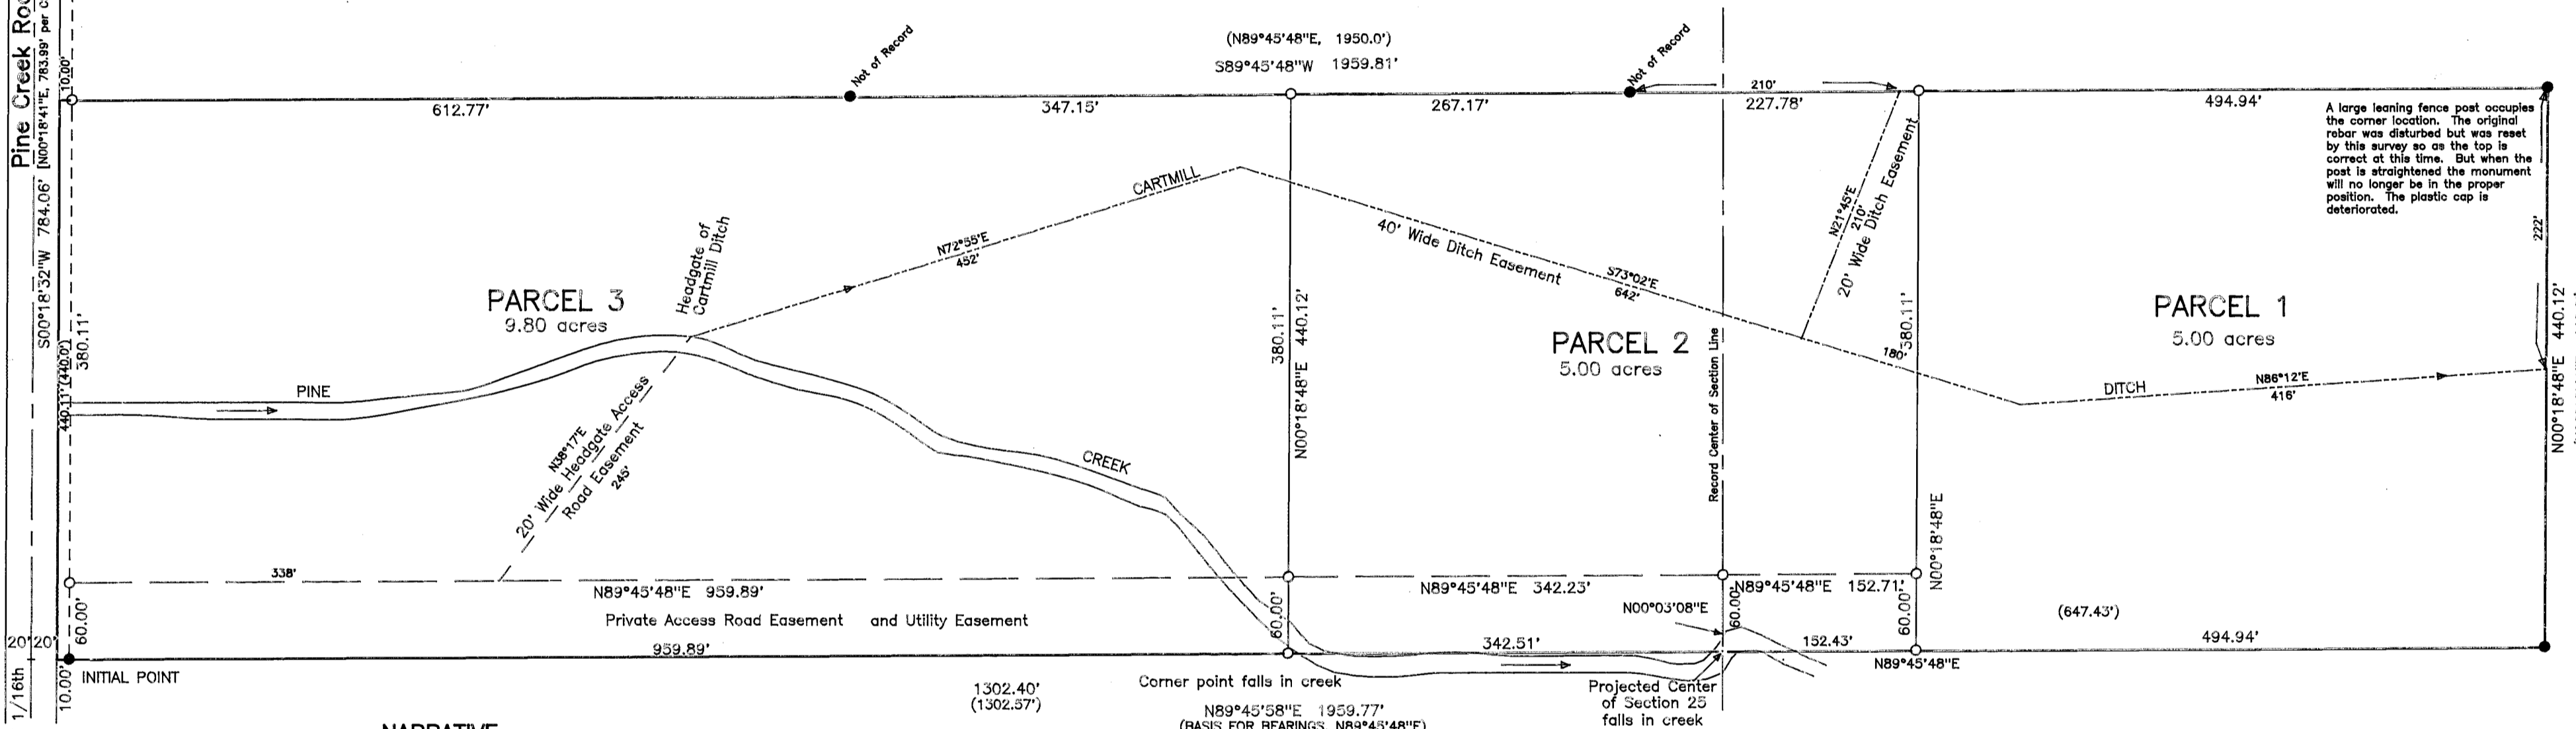 Pine Creek Roa
S00°18'32"W 784.06' [N00°18'41"E, 783.99' per C
10.00'
(N89°45'48"E, 1950.0')
S89°45'48"W 1959.81'
Not of Record
Not of Record
612.77'
347.15'
267.17'
210'
227.78'
494.94'
A large leaning fence post occupies
the corner location. The original
rebar was disturbed but was reset
by this survey so as the top is
correct at this time. But when the
post is straightened the monument
will no longer be in the proper
position. The plastic cap is
deteriorated.
222'
N00°18'48"E 440.12'
CARTMILL
N72°55'E
452'
Headgate of
Cartmill Ditch
40' Wide Ditch Easement
S73°02'E
642'
N21°45'E
210'
20' Wide Ditch Easement
PARCEL 3
9.80 acres
380.11'
440.11' (440.0')
380.11'
N00°18'48"E 440.12'
PARCEL 2
5.00 acres
Record Center of Section Line
180'
380.11'
PARCEL 1
5.00 acres
DITCH
N86°12'E
416'
PINE
N38°17'E
20' Wide Headgate Access
Road Easement
245'
CREEK
N00°18'48"E
338'
N89°45'48"E 959.89'
N89°45'48"E 342.23'
N89°45'48"E 152.71'
Private Access Road Easement and Utility Easement
60.00'
60.00'
N00°03'08"E
60.00'
60.00'
(647.43')
20' 20'
959.89'
342.51'
152.43'
494.94'
N89°45'48"E
1/16th
10.00'
INITIAL POINT
1302.40'
(1302.57')
Corner point falls in creek
N89°45'58"E 1959.77'
(BASIS FOR BEARINGS, N89°45'48"E)
Projected Center
of Section 25
falls in creek
NARRATIVE